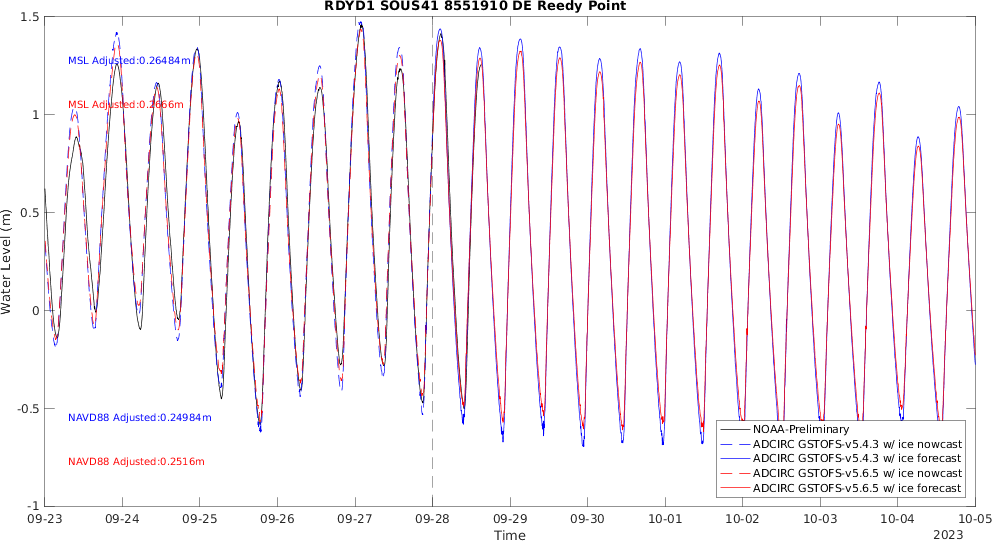 RDYD1 SOUS41 8551910 DE Reedy Point
1.5
1
0.5
0
-0.5
-1
Water Level (m)
MSL Adjusted:0.26484m
MSL Adjusted:0.2666m
NAVD88 Adjusted:0.24984m
NAVD88 Adjusted:0.2516m
NOAA-Preliminary
ADCIRC GSTOFS-v5.4.3 w/ ice nowcast
ADCIRC GSTOFS-v5.4.3 w/ ice forecast
ADCIRC GSTOFS-v5.6.5 w/ ice nowcast
ADCIRC GSTOFS-v5.6.5 w/ ice forecast
09-23 09-24 09-25 09-26 09-27 09-28 09-29 09-30 10-01 10-02 10-03 10-04 10-05
Time
2023